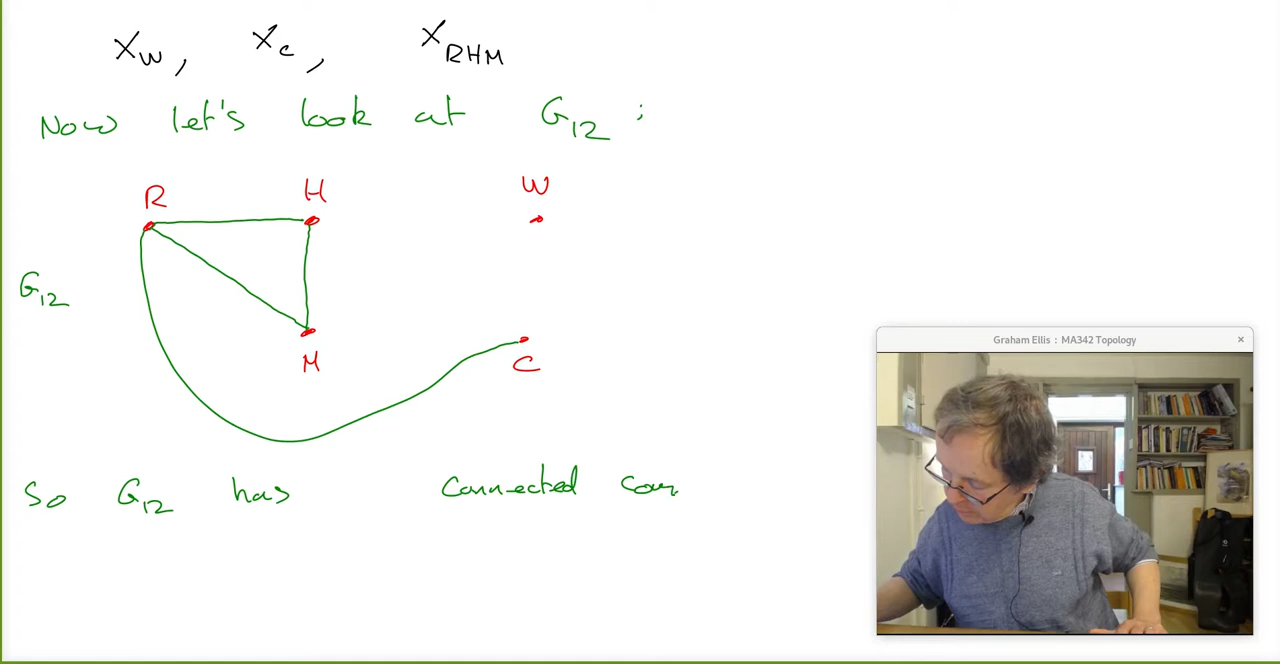 X_W, X_C, X_RHM
Now let's look at G_12 :
R H W
G_12
M C
Graham Ellis : MA342 Topology ×
So G_12 has connected com